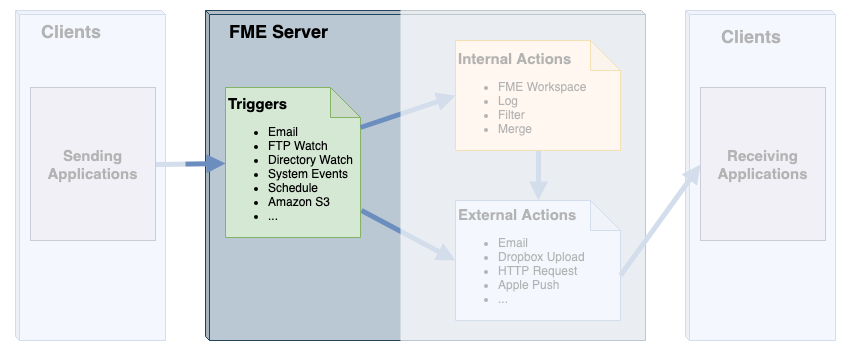 Clients
Sending
Applications
FME Server
Triggers
• Email
• FTP Watch
• Directory Watch
• System Events
• Schedule
• Amazon S3
• ...
Internal Actions
• FME Workspace
• Log
• Filter
• Merge
External Actions
• Email
• Dropbox Upload
• HTTP Request
• Apple Push
• ...
Clients
Receiving
Applications